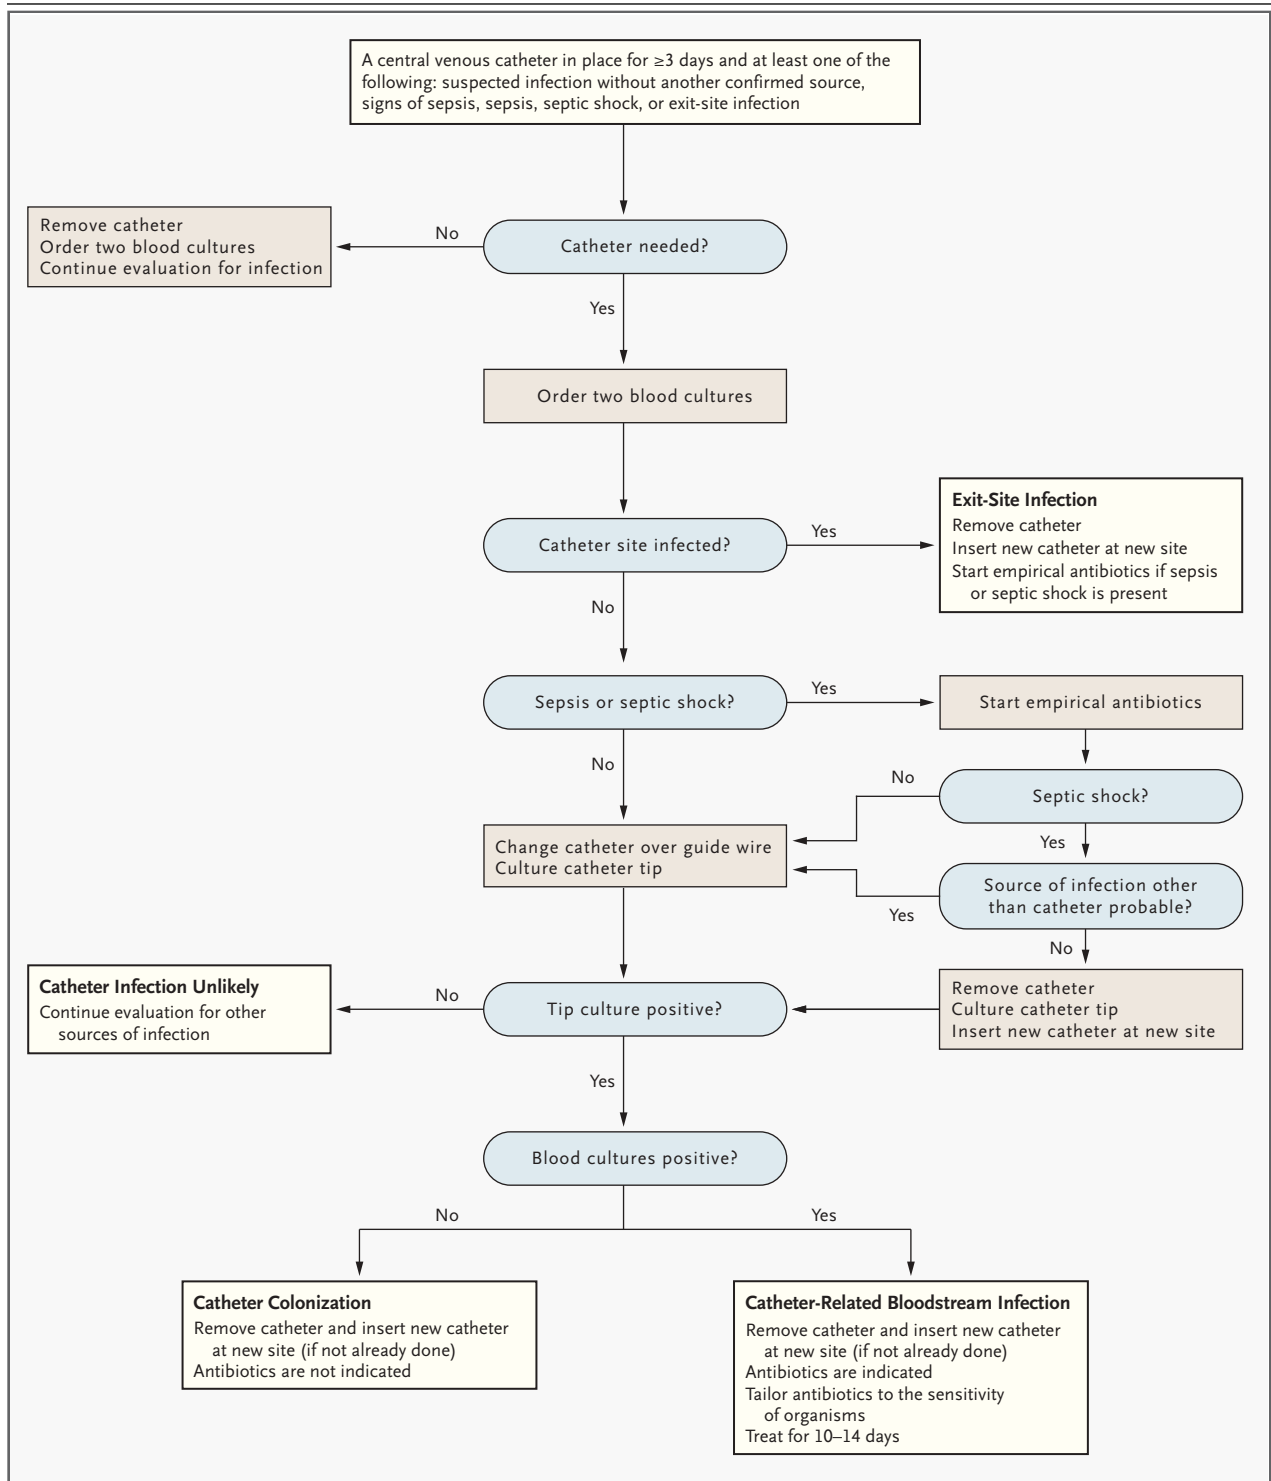 A central venous catheter in place for ≥3 days and at least one of the
following: suspected infection without another confirmed source,
signs of sepsis, sepsis, septic shock, or exit-site infection
Remove catheter
Order two blood cultures
Continue evaluation for infection
No
Catheter needed?
Yes
Order two blood cultures
Catheter site infected?
Yes
Exit-Site Infection
Remove catheter
Insert new catheter at new site
Start empirical antibiotics if sepsis
or septic shock is present
No
Sepsis or septic shock?
Yes
Start empirical antibiotics
No
No
Septic shock?
Yes
Change catheter over guide wire
Culture catheter tip
Source of infection other
than catheter probable?
Yes
No
Catheter Infection Unlikely
Continue evaluation for other
sources of infection
No
Tip culture positive?
Remove catheter
Culture catheter tip
Insert new catheter at new site
Yes
Blood cultures positive?
No
Yes
Catheter Colonization
Remove catheter and insert new catheter
at new site (if not already done)
Antibiotics are not indicated
Catheter-Related Bloodstream Infection
Remove catheter and insert new catheter
at new site (if not already done)
Antibiotics are indicated
Tailor antibiotics to the sensitivity
of organisms
Treat for 10–14 days